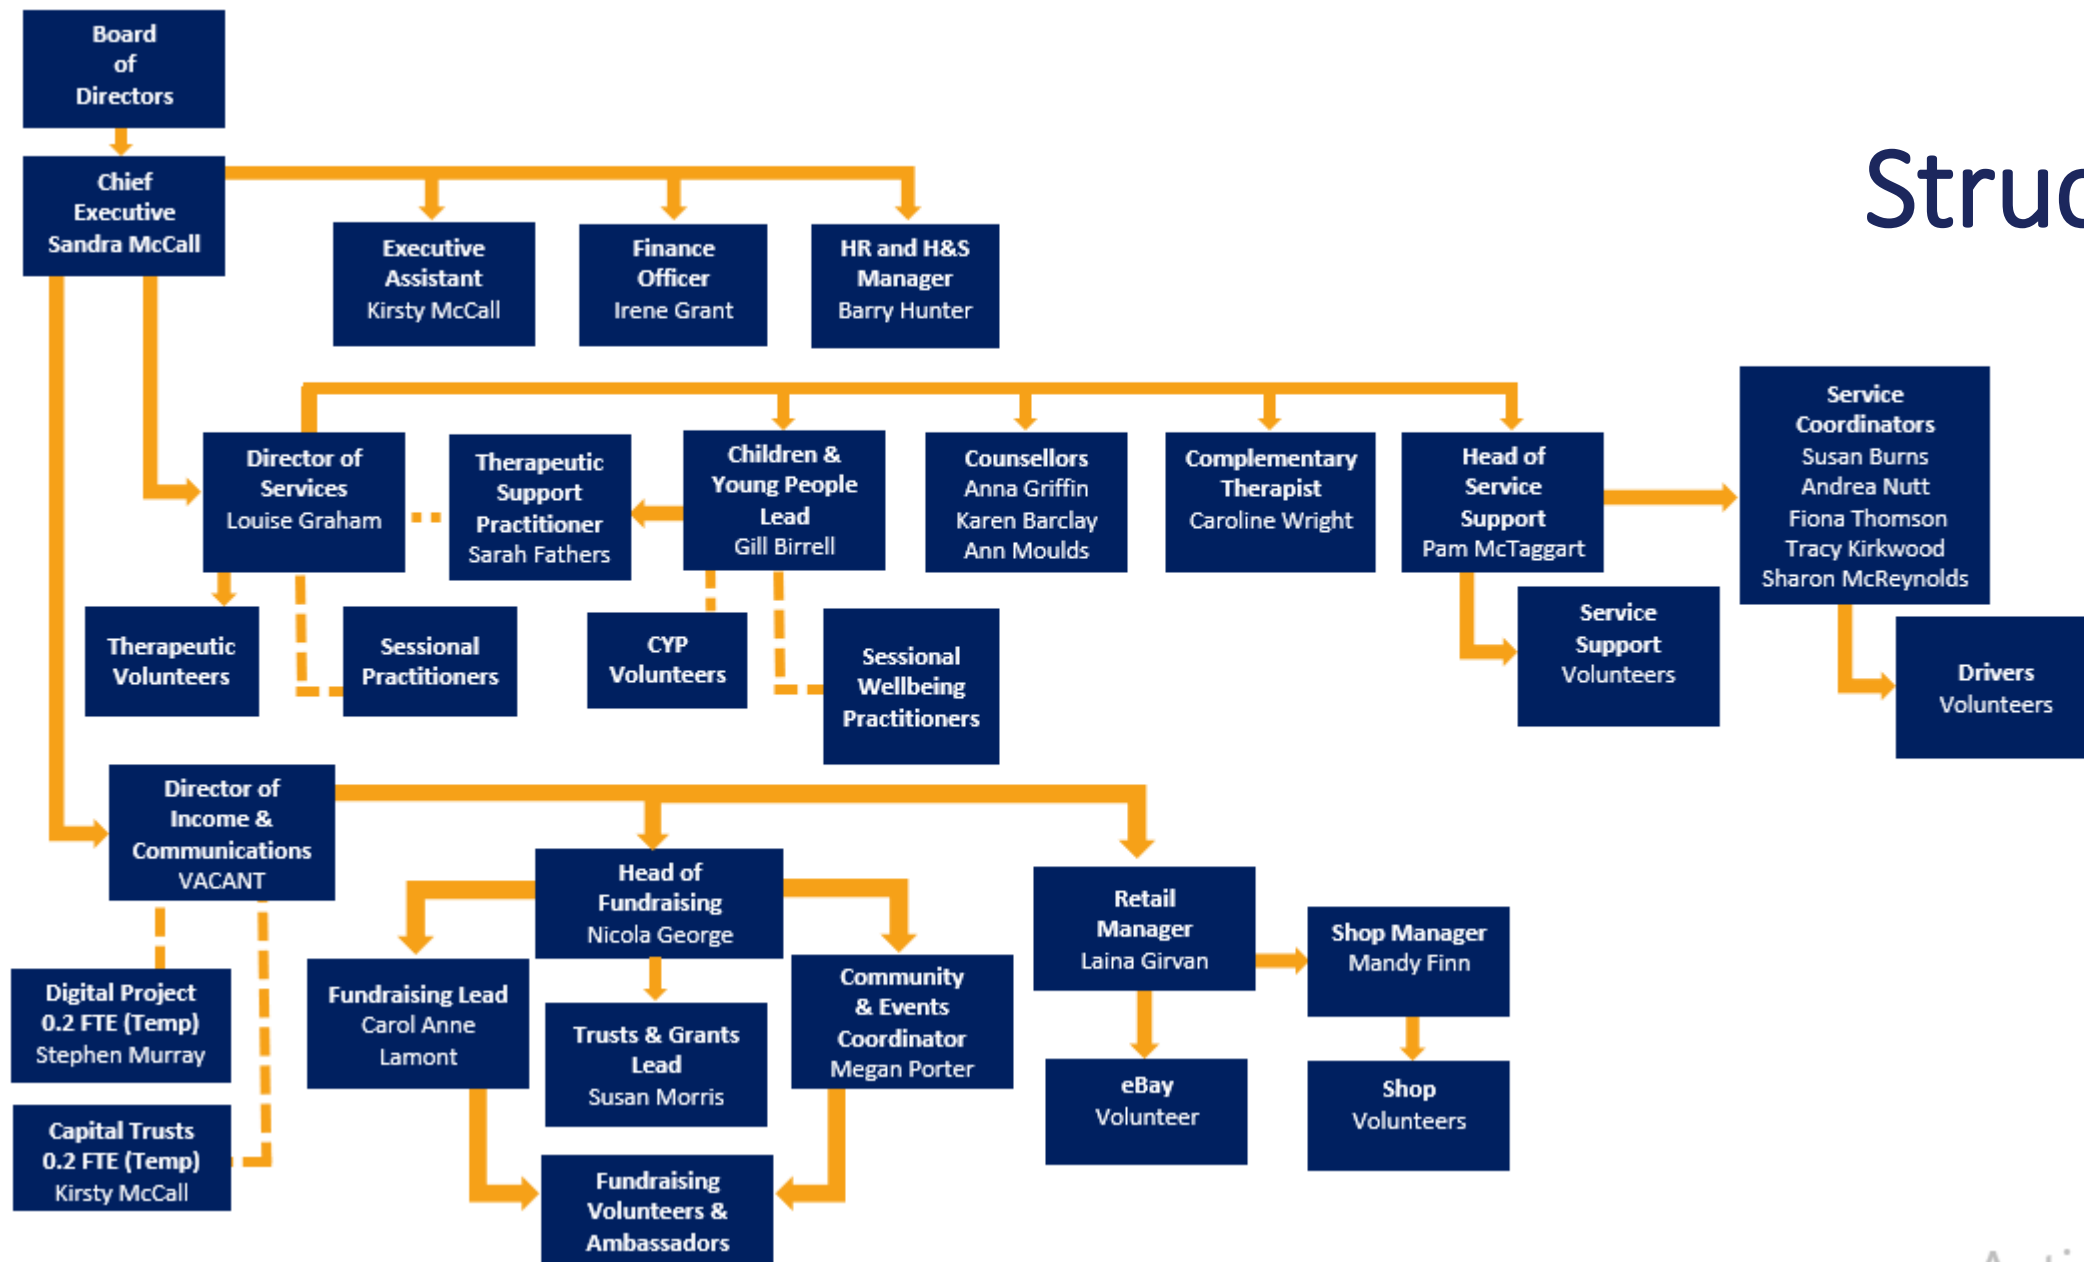 Board
of
Directors
Struc
Chief
Executive
Sandra McCall
Executive
Assistant
Kirsty McCall
Finance
Officer
Irene Grant
HR and H&S
Manager
Barry Hunter
Director of
Services
Louise Graham
Therapeutic
Support
Practitioner
Sarah Fathers
Children &
Young People
Lead
Gill Birrell
Counsellors
Anna Griffin
Karen Barclay
Ann Moulds
Complementary
Therapist
Caroline Wright
Head of
Service
Support
Pam McTaggart
Service
Coordinators
Susan Burns
Andrea Nutt
Fiona Thomson
Tracy Kirkwood
Sharon McReynolds
Therapeutic
Volunteers
Sessional
Practitioners
CYP
Volunteers
Sessional
Wellbeing
Practitioners
Service
Support
Volunteers
Drivers
Volunteers
Director of
Income &
Communications
VACANT
Head of
Fundraising
Nicola George
Retail
Manager
Laina Girvan
Shop Manager
Mandy Finn
Digital Project
0.2 FTE (Temp)
Stephen Murray
Fundraising Lead
Carol Anne
Lamont
Trusts & Grants
Lead
Susan Morris
Community
& Events
Coordinator
Megan Porter
eBay
Volunteer
Shop
Volunteers
Capital Trusts
0.2 FTE (Temp)
Kirsty McCall
Fundraising
Volunteers &
Ambassadors